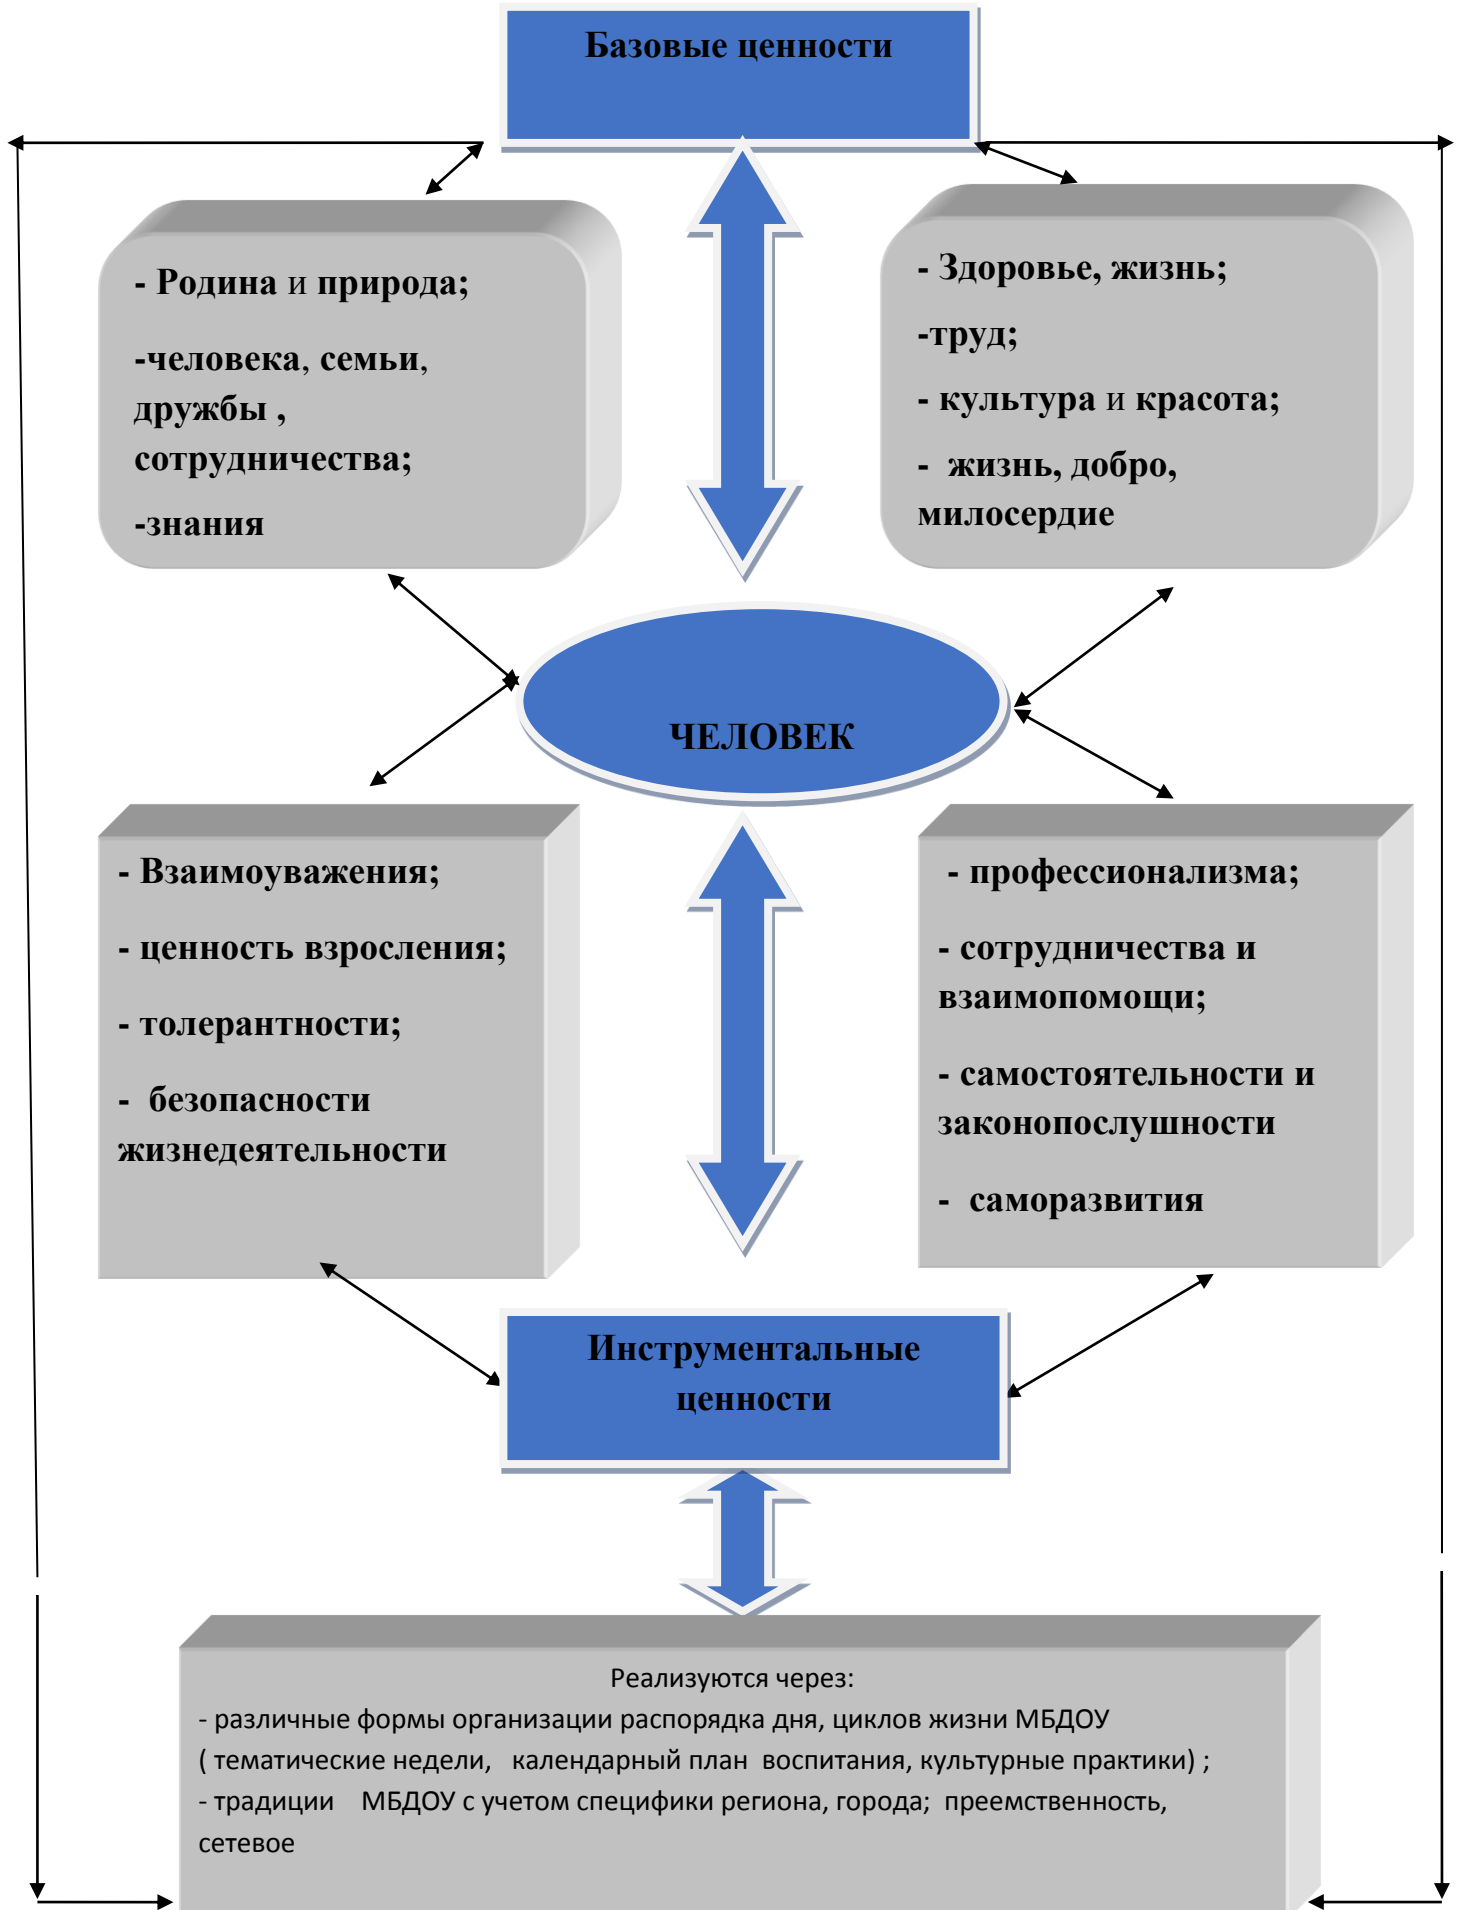 Базовые ценности
- Родина и природа;
-человека, семьи,
дружбы ,
сотрудничества;
-знания
- Здоровье, жизнь;
-труд;
- культура и красота;
- жизнь, добро,
милосердие
ЧЕЛОВЕК
- Взаимоуважения;
- ценность взросления;
- толерантности;
- безопасности
жизнедеятельности
- профессионализма;
- сотрудничества и
взаимопомощи;
- самостоятельности и
законопослушности
- саморазвития
Инструментальные
ценности
Реализуются через:
- различные формы организации распорядка дня, циклов жизни МБДОУ
( тематические недели, календарный план воспитания, культурные практики) ;
- традиции МБДОУ с учетом специфики региона, города; преемственность,
сетевое